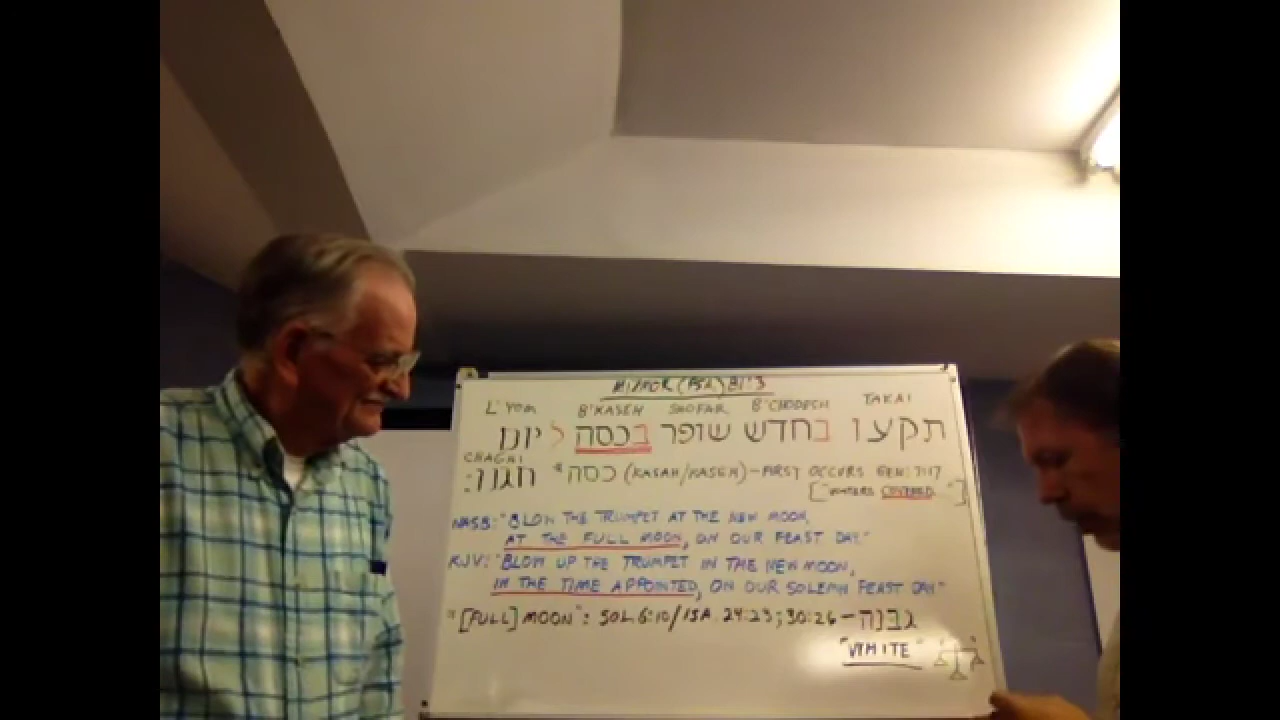 MIZMOR (PSA) 81:3
L'YOM B'KASEH SHOFAR B'CHODESH TAKAI
תקעו בחדש שופר בכסה ליום
CHAGAI
חגנו: * כסה (KASAH/KASEH) - FIRST OCCURS GEN. 7:17
["WATERS COVERED"]
NASB: "BLOW THE TRUMPET AT THE NEW MOON,
AT THE FULL MOON, ON OUR FEAST DAY."
KJV: "BLOW UP THE TRUMPET IN THE NEW MOON,
IN THE TIME APPOINTED, ON OUR SOLEMN FEAST DAY"
"[FULL] MOON": SOL. 6:10/ISA. 24:23; 30:26 - גבנה
"WHITE"